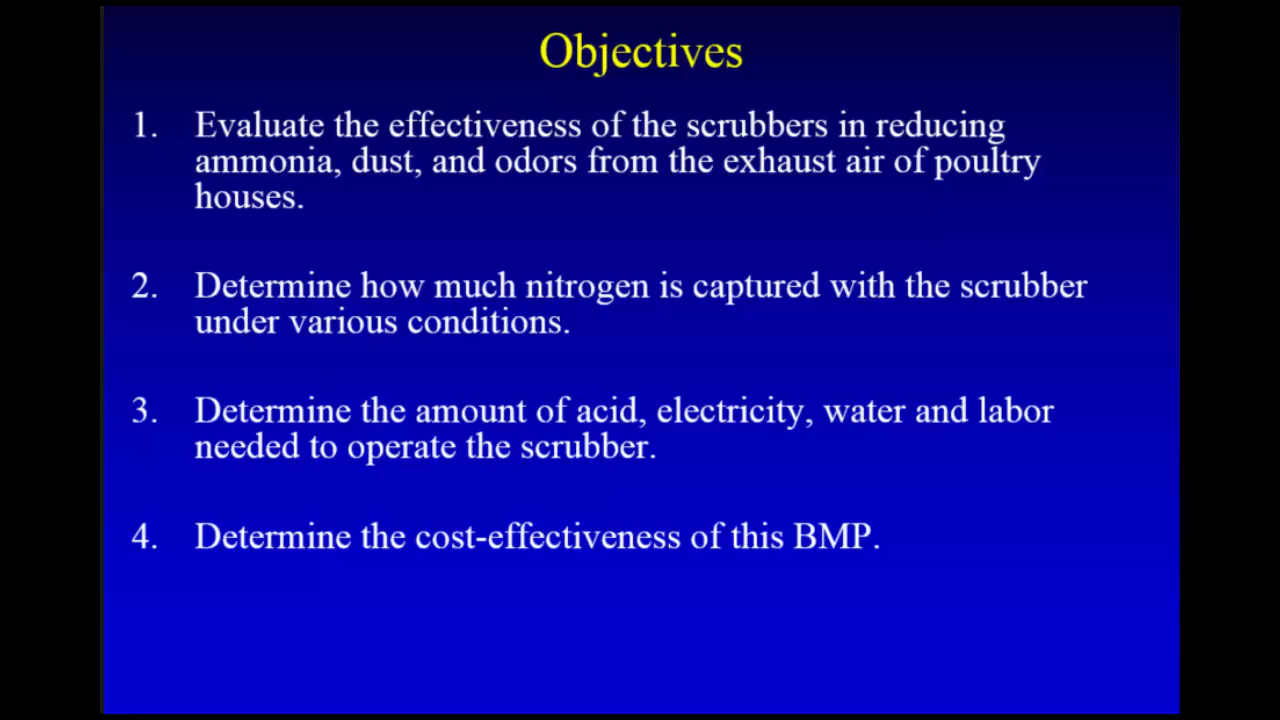 Objectives
1. Evaluate the effectiveness of the scrubbers in reducing
ammonia, dust, and odors from the exhaust air of poultry
houses.
2. Determine how much nitrogen is captured with the scrubber
under various conditions.
3. Determine the amount of acid, electricity, water and labor
needed to operate the scrubber.
4. Determine the cost-effectiveness of this BMP.